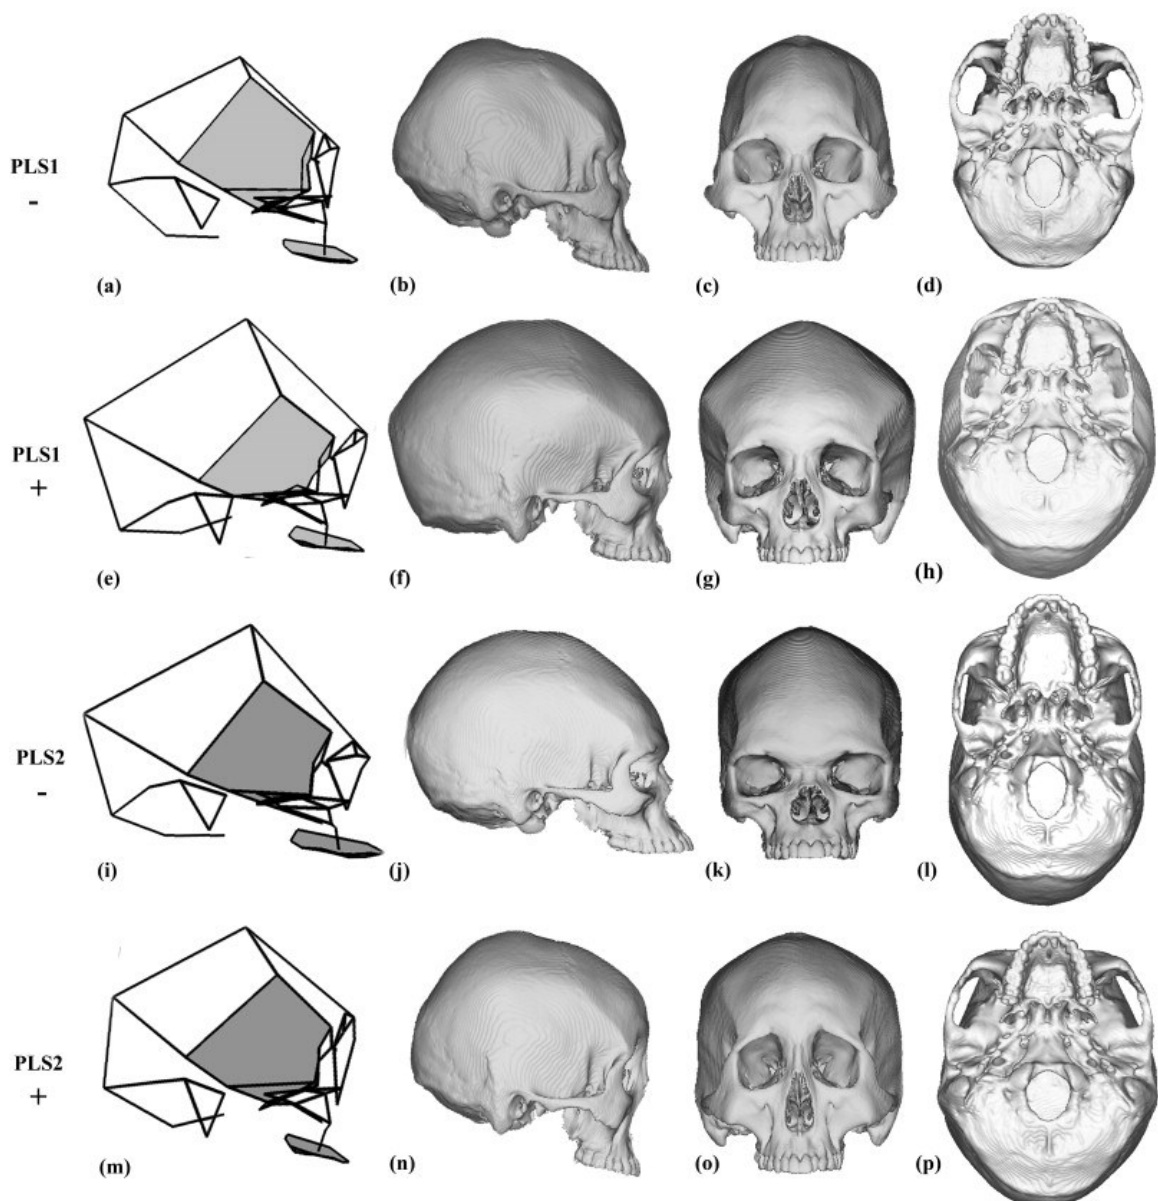 PLS1
-
(a)
(b)
(c)
(d)
PLS1
+
(e)
(f)
(g)
(h)
PLS2
-
(i)
(j)
(k)
(l)
PLS2
+
(m)
(n)
(o)
(p)